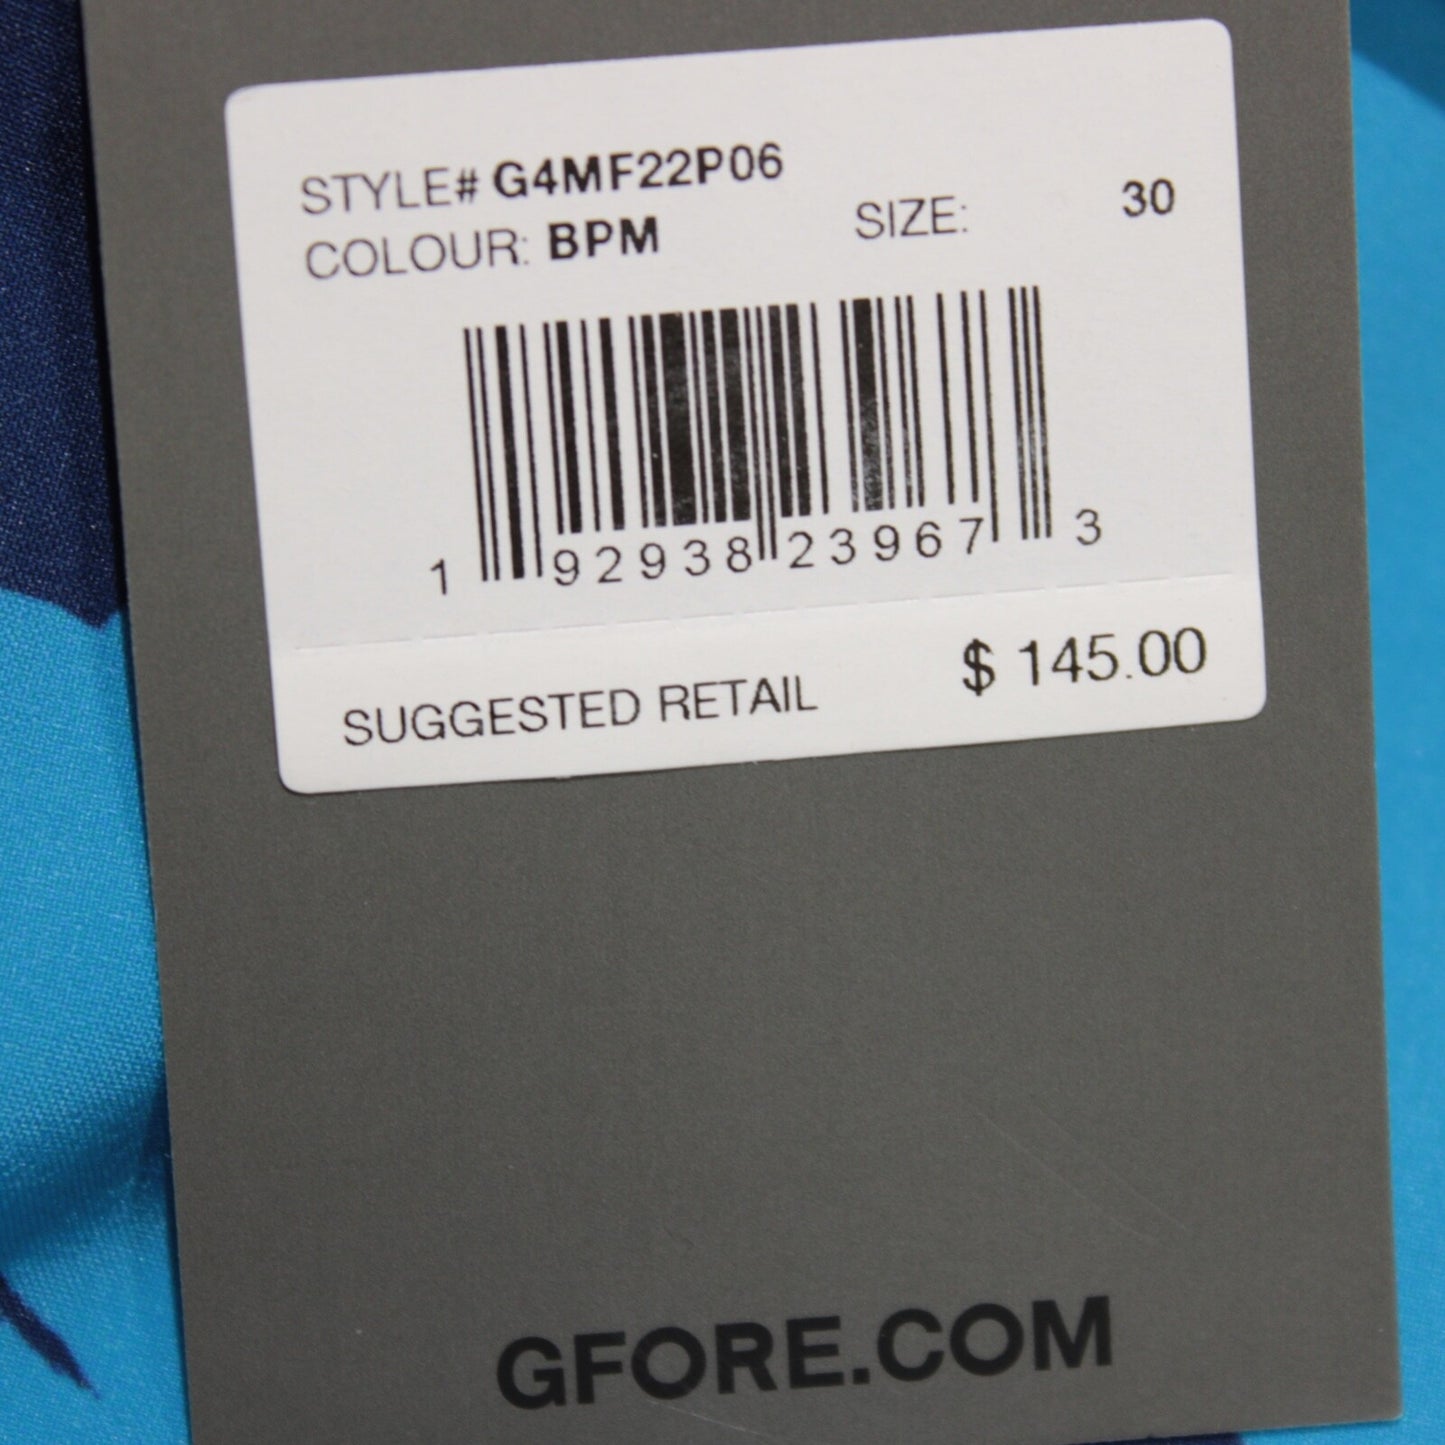 STYLE# G4MF22P06
COLOUR: BPM SIZE: 30
1 92938 23967 3
SUGGESTED RETAIL $ 145.00
GFORE.COM